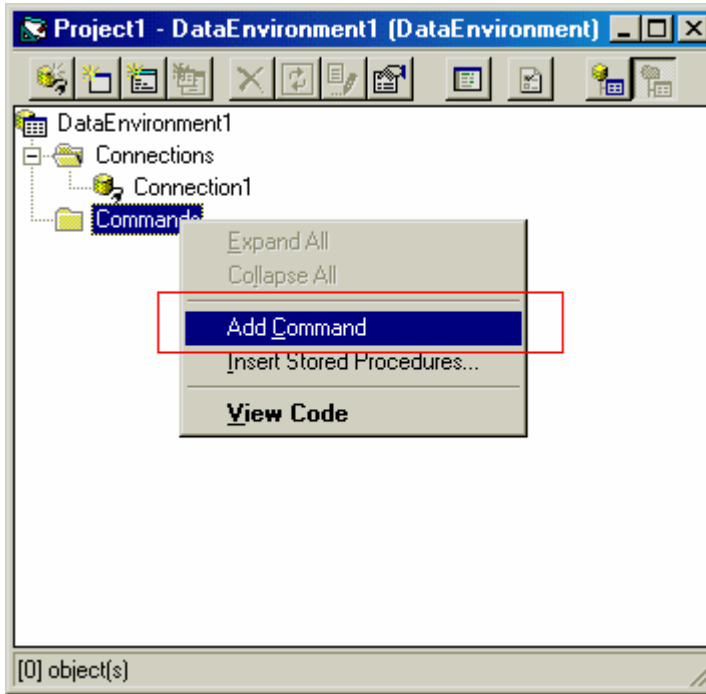 Project1 - DataEnvironment1 (DataEnvironment)
DataEnvironment1
Connections
Connection1
Commands
Expand All
Collapse All
Add Command
Insert Stored Procedures...
View Code
[0] object(s)